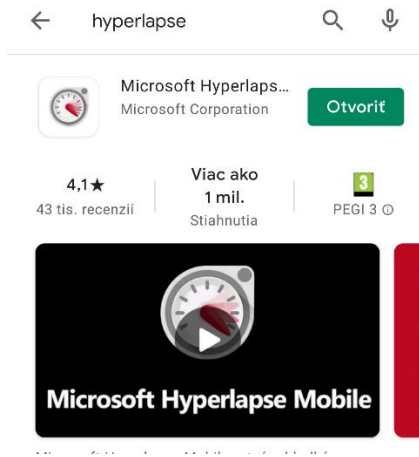 hyperlapse
Microsoft Hyperlaps...
Microsoft Corporation
Otvoriť
4,1★
43 tis. recenzií
Viac ako
1 mil.
Stiahnutia
3
PEGI 3
Microsoft Hyperlapse Mobile